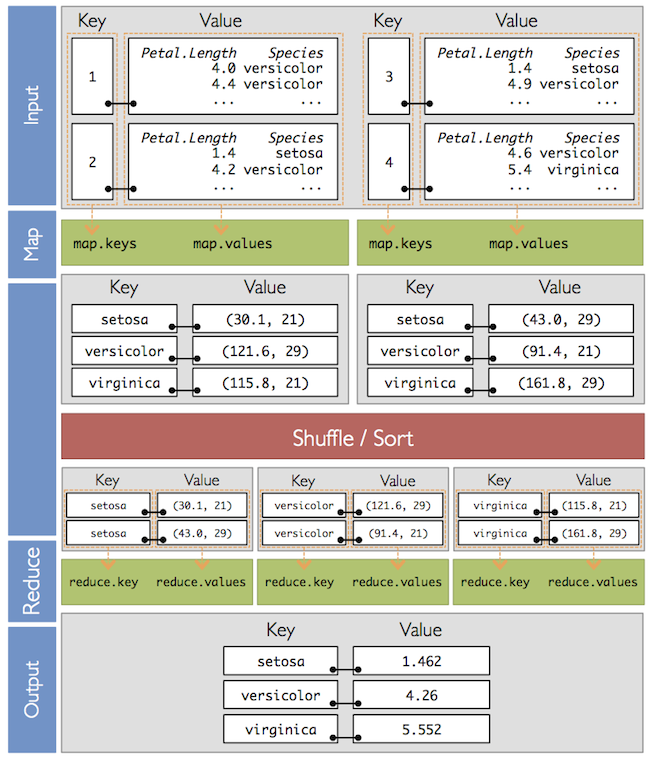 Key Value Key Value
Input
1
Petal.Length Species
4.0 versicolor
4.4 versicolor
... ...
3
Petal.Length Species
1.4 setosa
4.9 versicolor
... ...
2
Petal.Length Species
1.4 setosa
4.2 versicolor
... ...
4
Petal.Length Species
4.6 versicolor
5.4 virginica
... ...
Map
map.keys map.values map.keys map.values
Key Value Key Value
setosa (30.1, 21) setosa (43.0, 29)
versicolor (121.6, 29) versicolor (91.4, 21)
virginica (115.8, 21) virginica (161.8, 29)
Shuffle / Sort
Key Value Key Value Key Value
setosa (30.1, 21) versicolor (121.6, 29) virginica (115.8, 21)
setosa (43.0, 29) versicolor (91.4, 21) virginica (161.8, 29)
Reduce
reduce.key reduce.values reduce.key reduce.values reduce.key reduce.values
Output
Key Value
setosa 1.462
versicolor 4.26
virginica 5.552